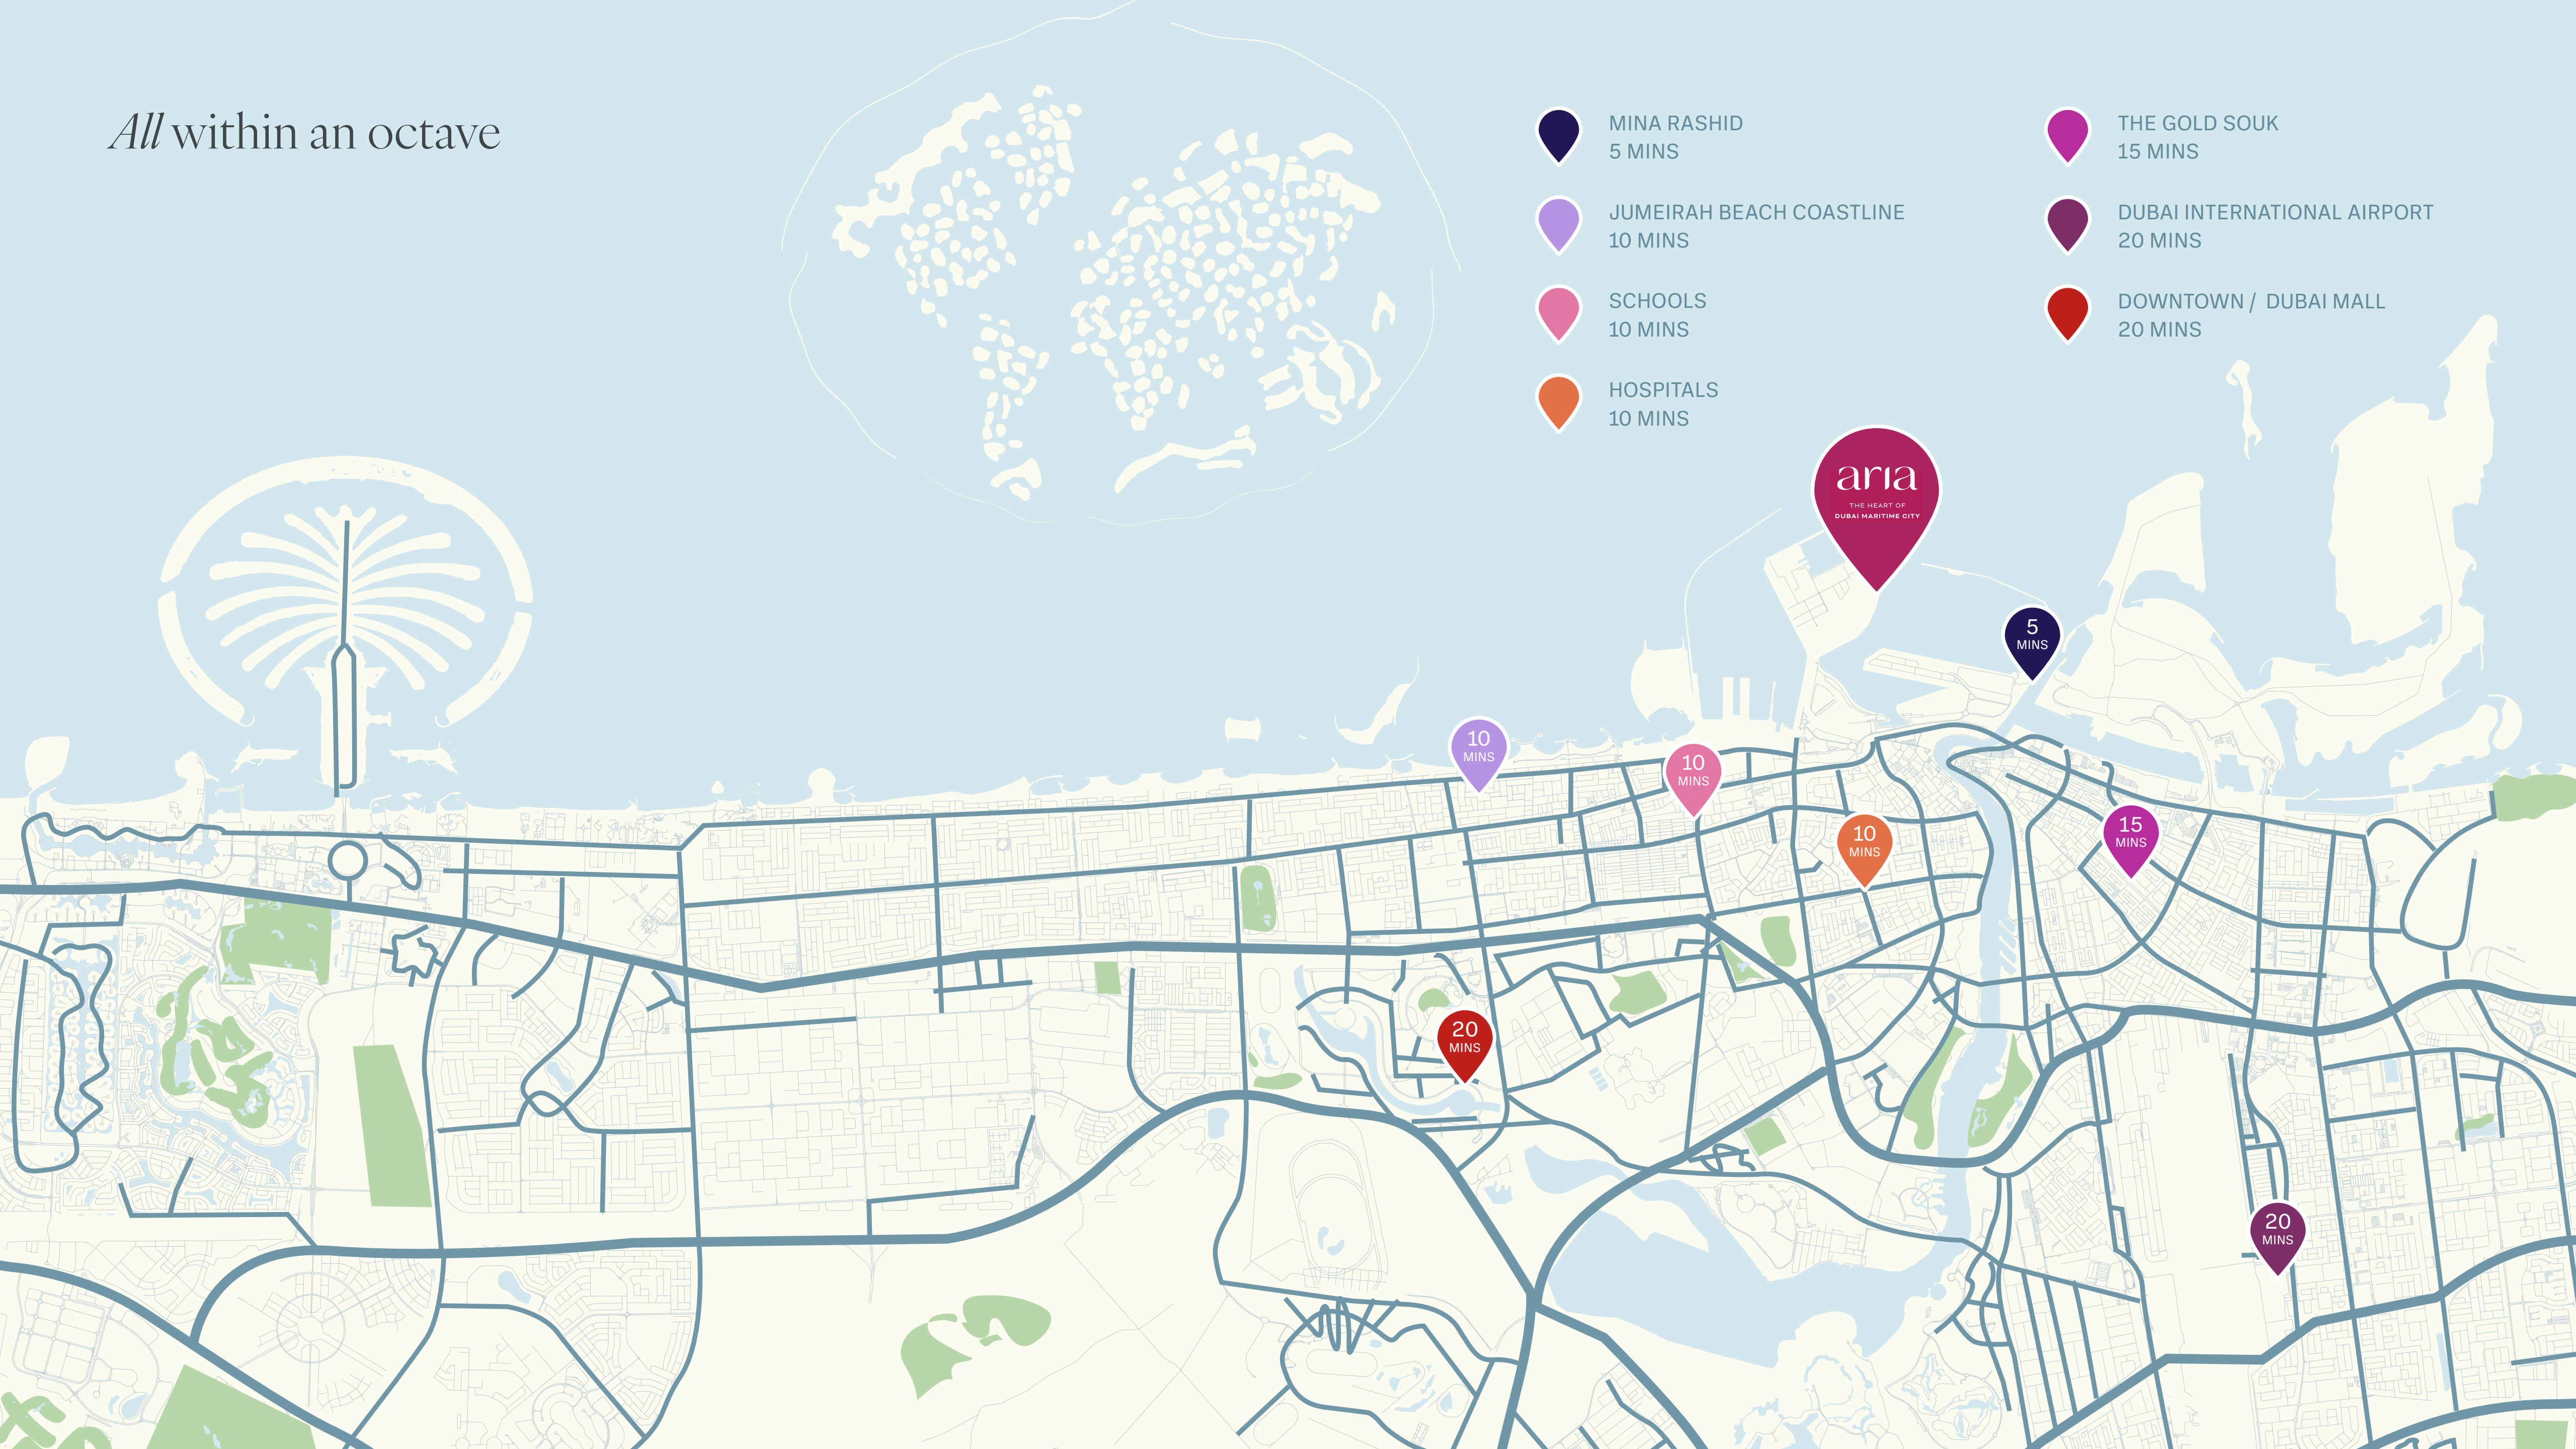 All within an octave
MINA RASHID
5 MINS
JUMEIRAH BEACH COASTLINE
10 MINS
SCHOOLS
10 MINS
HOSPITALS
10 MINS
THE GOLD SOUK
15 MINS
DUBAI INTERNATIONAL AIRPORT
20 MINS
DOWNTOWN / DUBAI MALL
20 MINS
aria
THE HEART OF
DUBAI MARITIME CITY
5
MINS
10
MINS
10
MINS
10
MINS
15
MINS
20
MINS
20
MINS